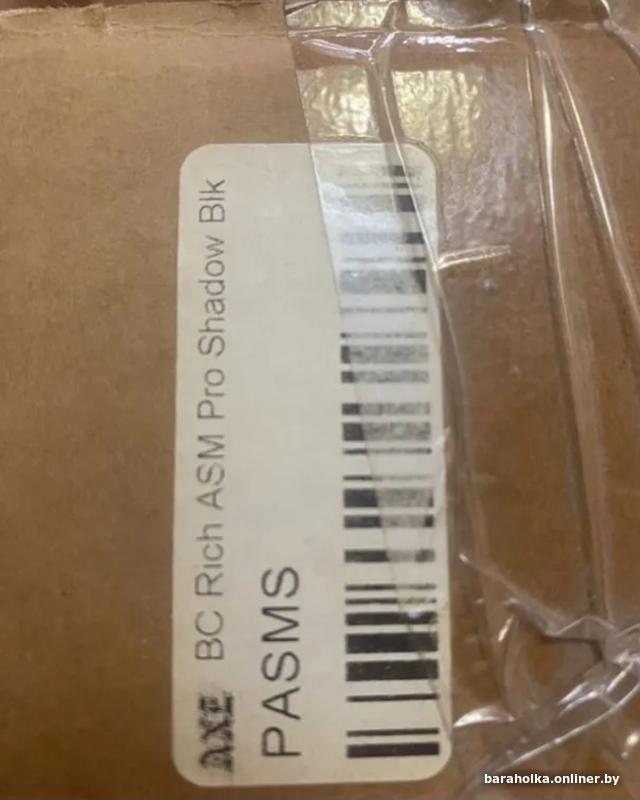 AXE BC Rich ASM Pro Shadow Blk
PASMS
baraholka.onliner.by